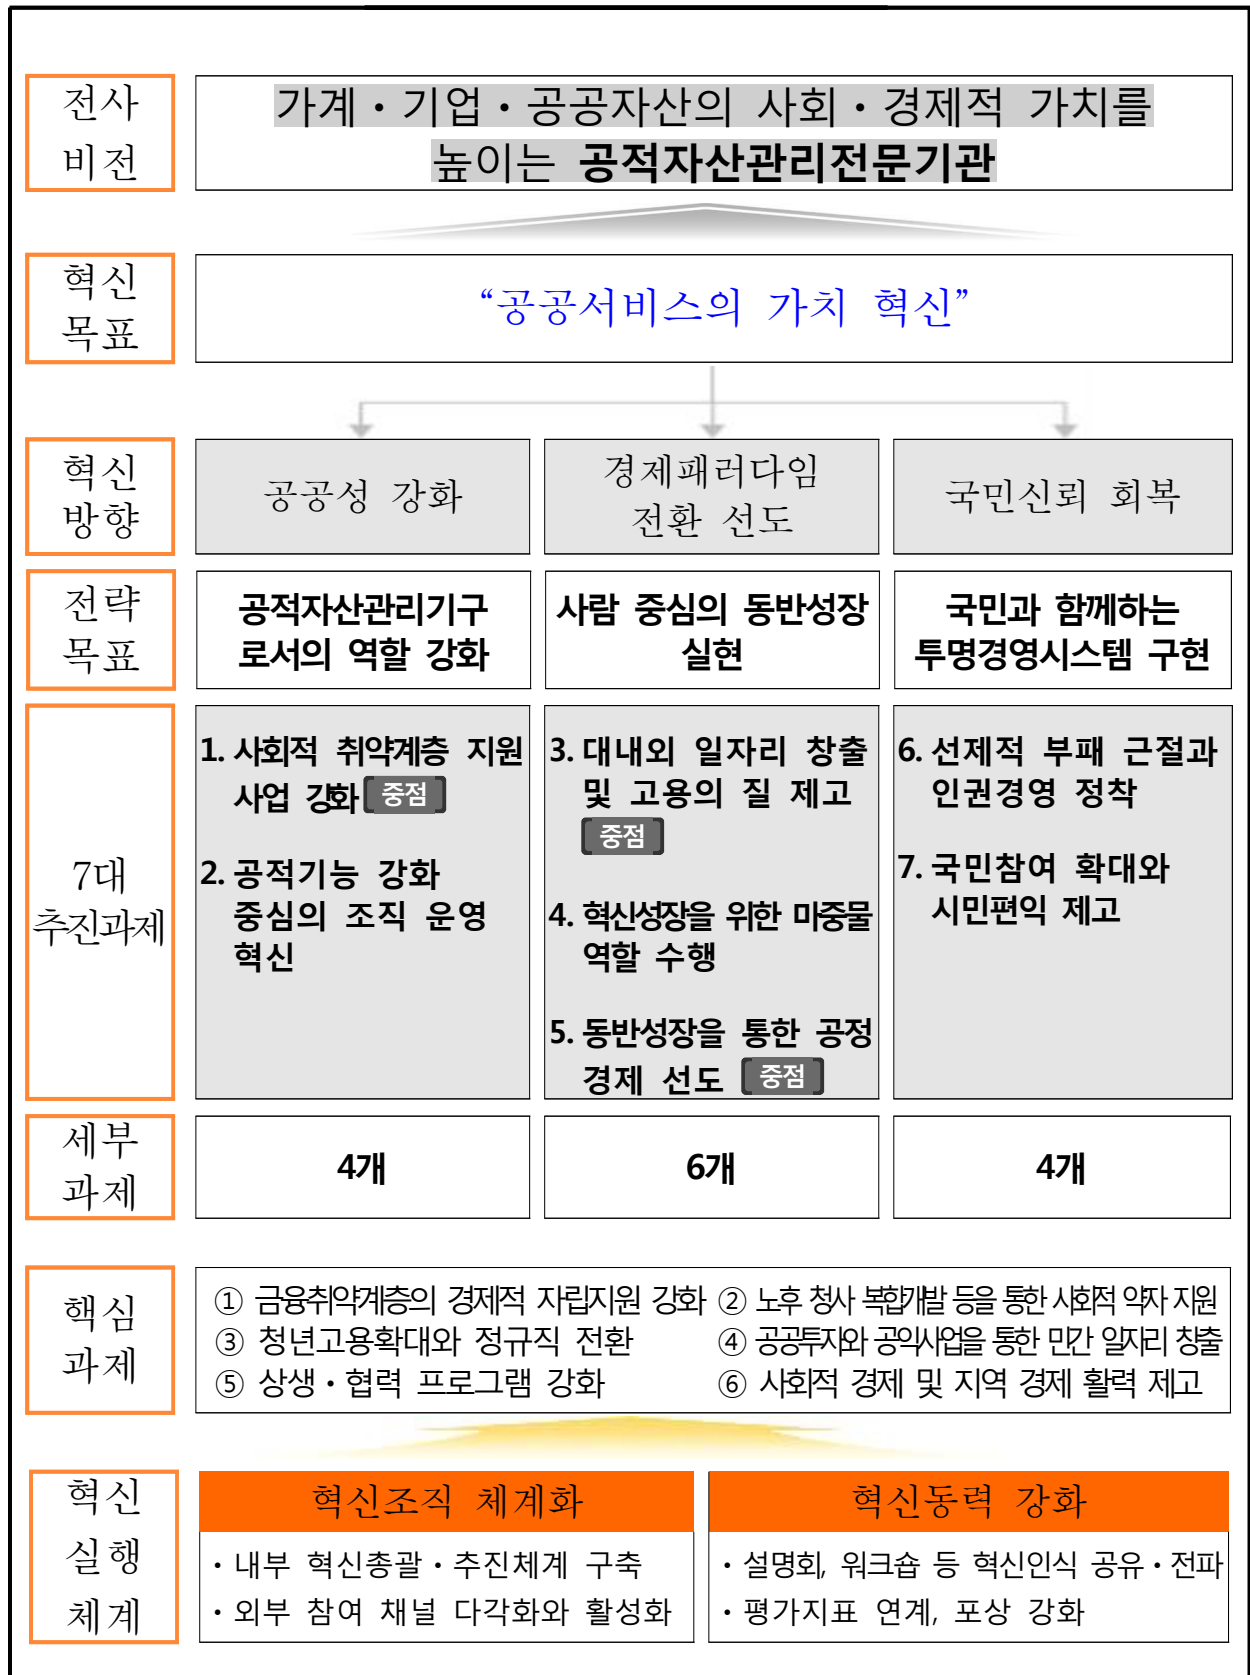 전사
비전
가계・기업・공공자산의 사회・경제적 가치를
높이는 공적자산관리전문기관
혁신
목표
“공공서비스의 가치 혁신”
혁신
방향
공공성 강화
경제패러다임
전환 선도
국민신뢰 회복
전략
목표
공적자산관리기구
로서의 역할 강화
사람 중심의 동반성장
실현
국민과 함께하는
투명경영시스템 구현
7대
추진과제
1. 사회적 취약계층 지원
사업 강화 중점
2. 공적기능 강화
중심의 조직 운영
혁신
3. 대내외 일자리 창출
및 고용의 질 제고
중점
4. 혁신성장을 위한 마중물
역할 수행
5. 동반성장을 통한 공정
경제 선도 중점
6. 선제적 부패 근절과
인권경영 정착
7. 국민참여 확대와
시민편익 제고
세부
과제
4개
6개
4개
핵심
과제
① 금융취약계층의 경제적 자립지원 강화 ② 노후 청사 복합개발 등을 통한 사회적 약자 지원
③ 청년고용확대와 정규직 전환 ④ 공공투자와 공익사업을 통한 민간 일자리 창출
⑤ 상생・협력 프로그램 강화 ⑥ 사회적 경제 및 지역 경제 활력 제고
혁신
실행
체계
혁신조직 체계화
・내부 혁신총괄・추진체계 구축
・외부 참여 채널 다각화와 활성화
혁신동력 강화
・설명회, 워크숍 등 혁신인식 공유・전파
・평가지표 연계, 포상 강화